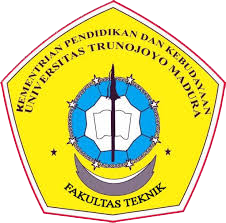 KEMENTRIAN PENDIDIKAN DAN KEBUDAYAAN
UNIVERSITAS TRUNOJOYO MADURA
FAKULTAS TEKNIK